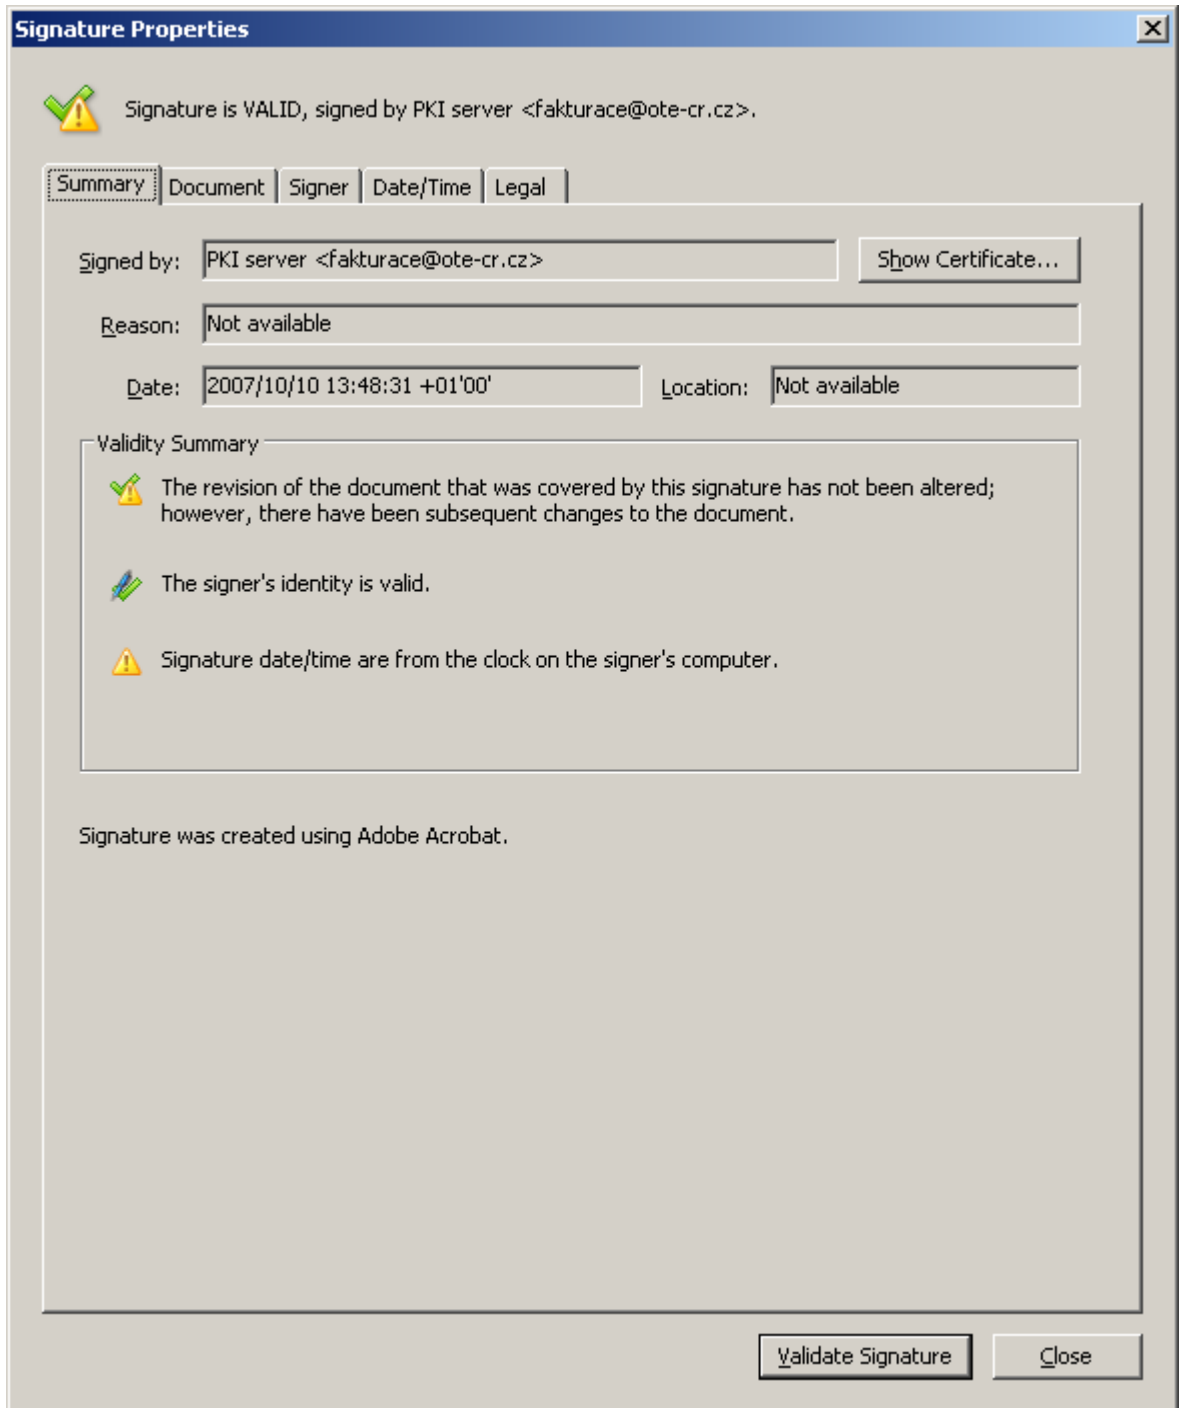 Signature Properties
Signature is VALID, signed by PKI server <fakturace@ote-cr.cz>.
Summary Document Signer Date/Time Legal
Signed by: PKI server <fakturace@ote-cr.cz> Show Certificate...
Reason: Not available
Date: 2007/10/10 13:48:31 +01'00' Location: Not available
Validity Summary
The revision of the document that was covered by this signature has not been altered;
however, there have been subsequent changes to the document.
The signer's identity is valid.
Signature date/time are from the clock on the signer's computer.
Signature was created using Adobe Acrobat.
Validate Signature Close